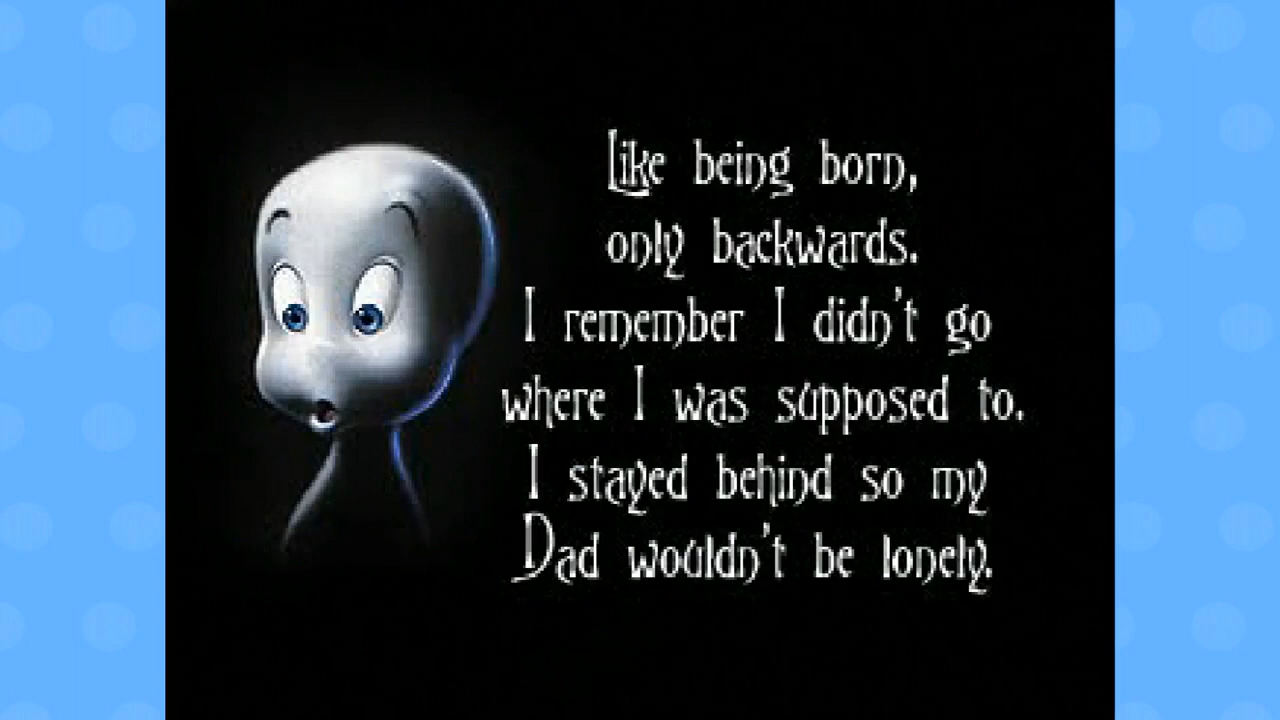 Like being born,
only backwards.
I remember I didn't go
where I was supposed to.
I stayed behind so my
Dad wouldn't be lonely.